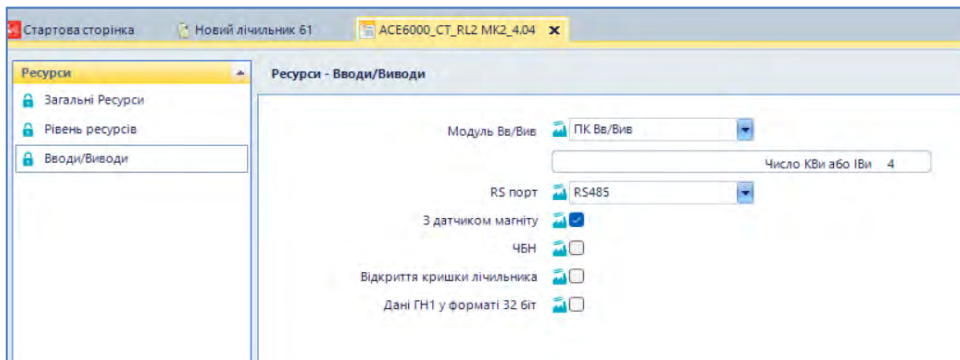 Стартова сторінка Новий лічильник 61 ACE6000_CT_RL2 MK2_4.04
Ресурси
Загальні Ресурси
Рівень ресурсів
Вводи/Виводи
Ресурси - Вводи/Виводи
Модуль Вв/Вив ПК Вв/Вив
Число КВи або ІВи 4
RS порт RS485
З датчиком магніту
ЧБН
Відкриття кришки лічильника
Дані ГН1 у форматі 32 біт